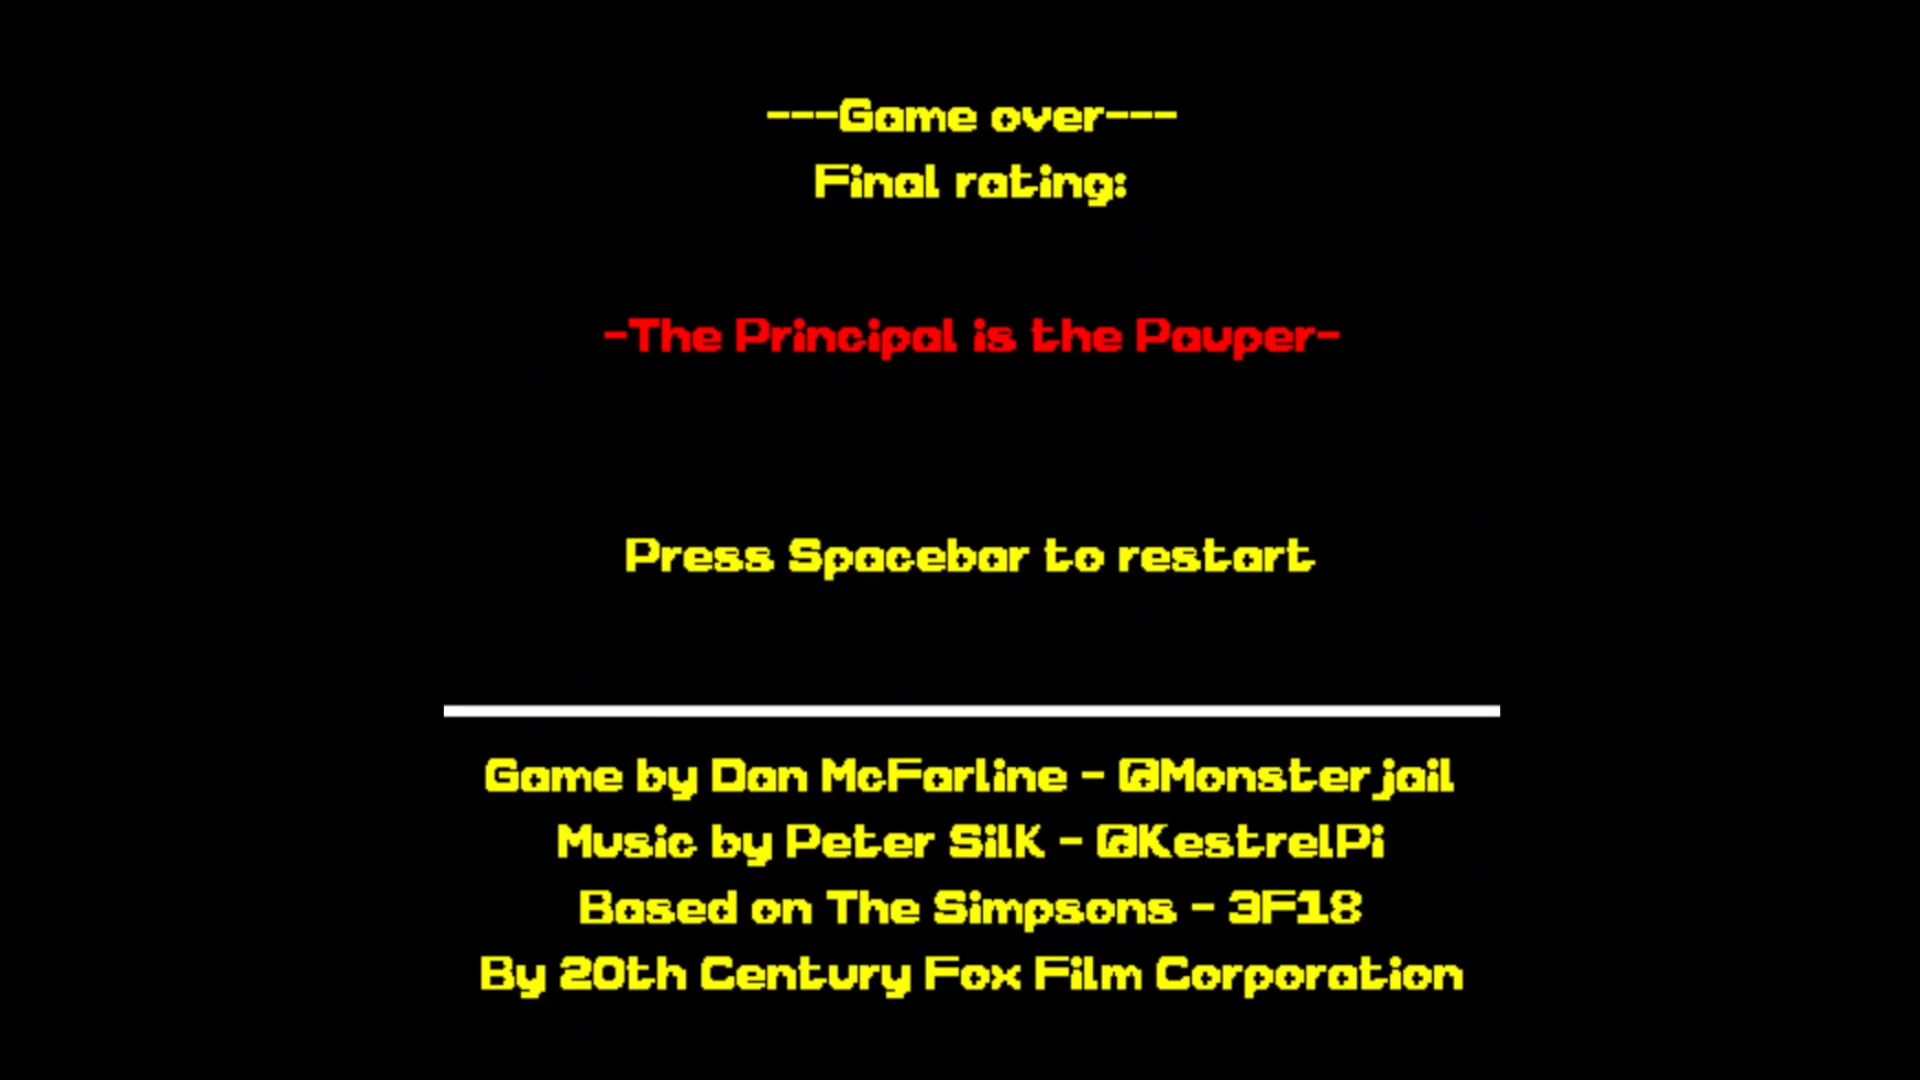 ---Game over---
Final rating:
-The Principal is the Pauper-
Press Spacebar to restart
Game by Dan McFarline - @Monsterjail
Music by Peter Silk - @KestrelPi
Based on The Simpsons - 3F18
By 20th Century Fox Film Corporation